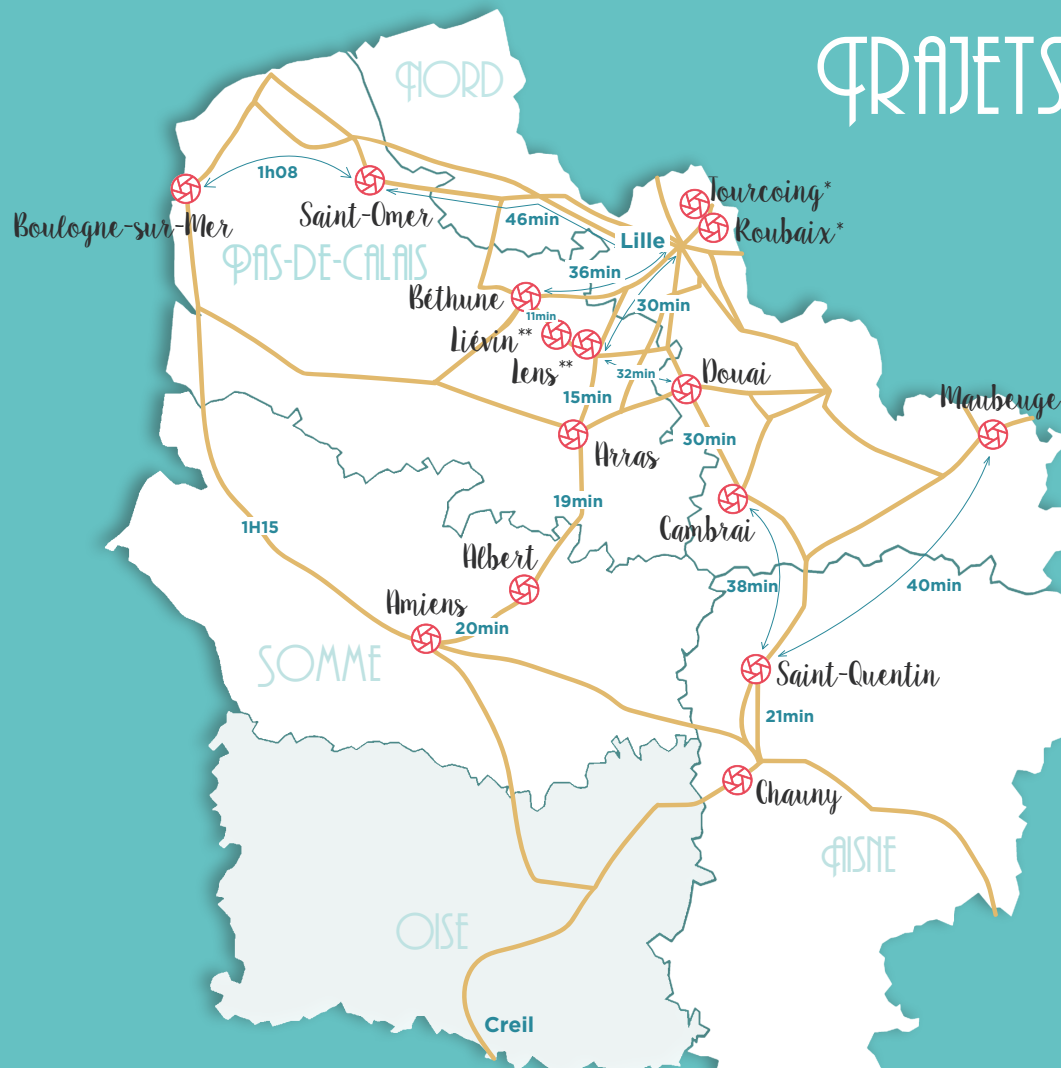 TRAJETS
NORD
1h08
Tourcoing*
Saint-Omer
46min
Boulogne-sur-Mer
Lille
Roubaix*
PAS-DE-CALAIS
36min
Béthune
11min
30min
Liévin**
Lens**
32min
Douai
15min
Maubeuge
30min
Arras
19min
Cambrai
1H15
Albert
38min
40min
Amiens
20min
SOMME
Saint-Quentin
21min
Chauny
AISNE
OISE
Creil